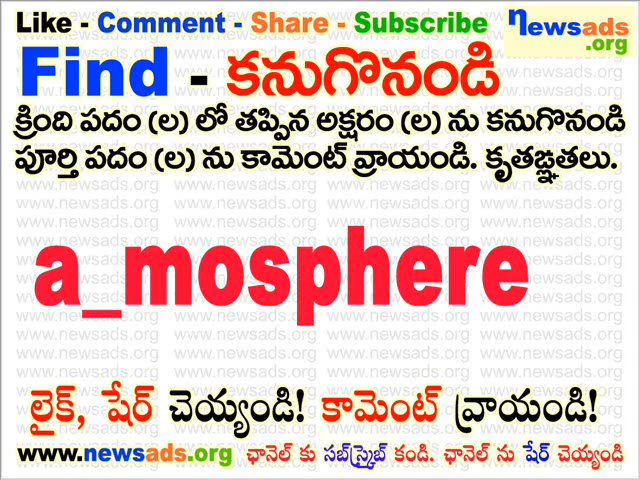 Like - Comment - Share - Subscribe
newsads
.org
Find - కనుగొనండి
క్రింది పదం (ల) లో తప్పిన అక్షరం (ల) ను కనుగొనండి
పూర్తి పదం (ల) ను కామెంట్ వ్రాయండి. కృతజ్ఞతలు.
a_mosphere
లైక్, షేర్ చెయ్యండి! కామెంట్ వ్రాయండి!
www.newsads.org ఛానెల్ కు సబ్‌స్క్రైబ్ కండి. ఛానెల్ ను షేర్ చెయ్యండి